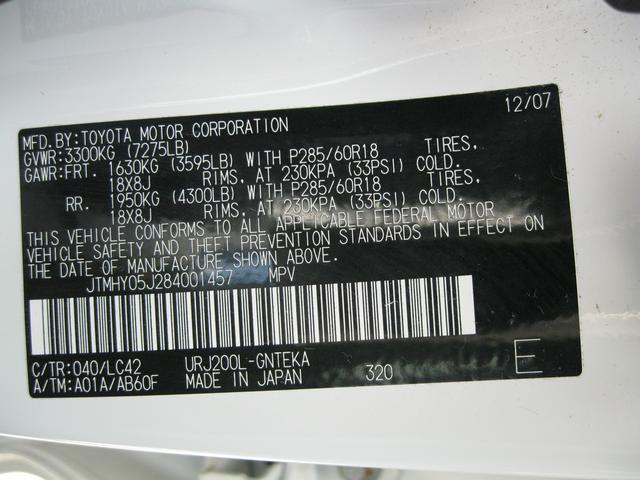 12/07
MFD.BY:TOYOTA MOTOR CORPORATION
GVWR:3300KG (7275LB)
GAWR:FRT. 1630KG (3595LB) WITH P285/60R18 TIRES,
18X8J RIMS, AT 230KPA (33PSI) COLD.
RR. 1950KG (4300LB) WITH P285/60R18 TIRES,
18X8J RIMS, AT 230KPA (33PSI) COLD.
THIS VEHICLE CONFORMS TO ALL APPLICABLE FEDERAL MOTOR
VEHICLE SAFETY AND THEFT PREVENTION STANDARDS IN EFFECT ON
THE DATE OF MANUFACTURE SHOWN ABOVE.
JTMHY05J284001457 MPV
C/TR:040/LC42 URJ200L-GNTEKA
A/TM:A01A/AB60F MADE IN JAPAN 320 E